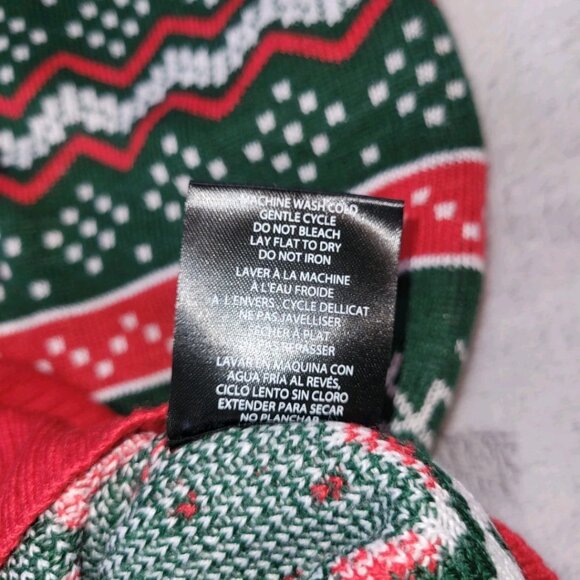 MACHINE WASH COLD
GENTLE CYCLE
DO NOT BLEACH
LAY FLAT TO DRY
DO NOT IRON
LAVER À LA MACHINE
À L'EAU FROIDE
A L'ENVERS, CYCLE DELLICAT
NE PAS JAVELLISER
SECHER A PLAT
PAS REPASSER
LAVAR EN MAQUINA CON
AGUA FRIA AL REVÉS,
CICLO LENTO SIN CLORO
EXTENDER PARA SECAR
NO PLANCHAR